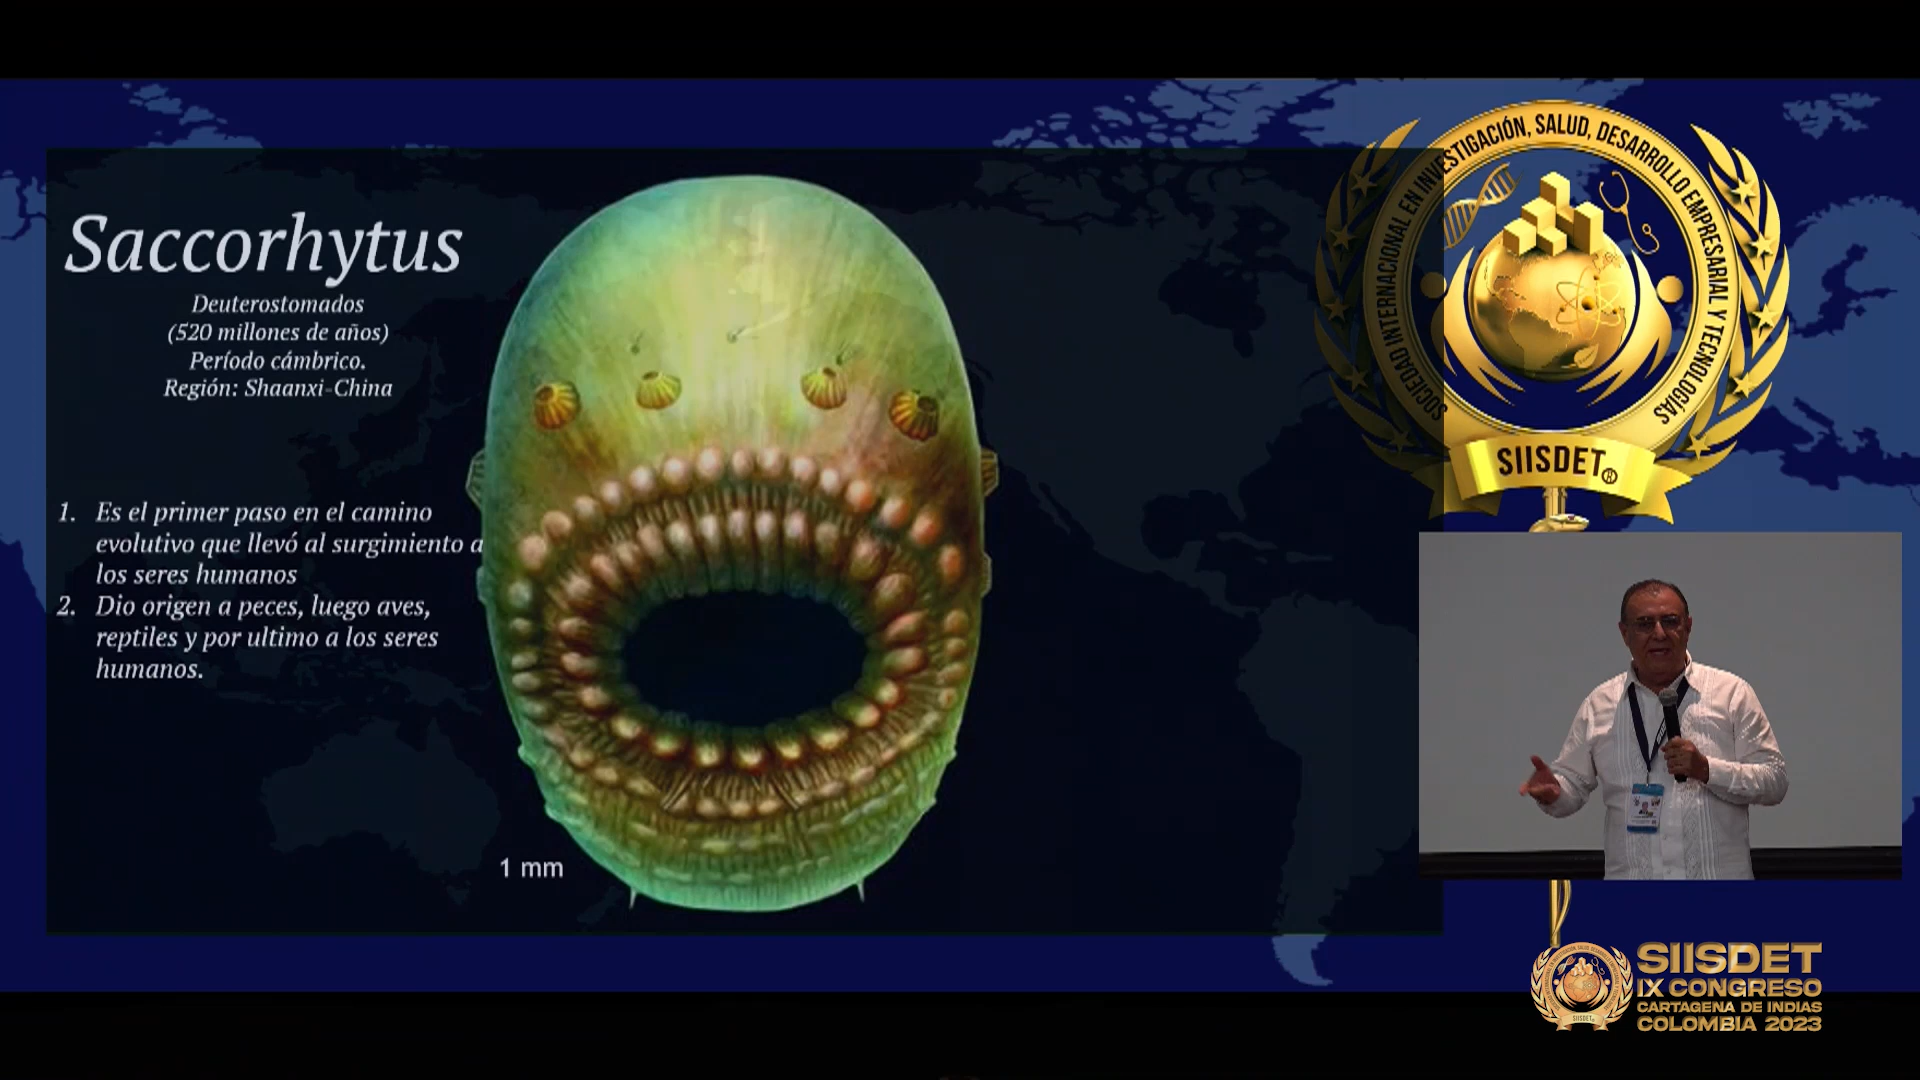 Saccorhytus
Deuterostomados
(520 millones de años)
Período cámbrico.
Región: Shaanxi-China
1. Es el primer paso en el camino
evolutivo que llevó al surgimiento a
los seres humanos
2. Dio origen a peces, luego aves,
reptiles y por ultimo a los seres
humanos.
1 mm
SOCIEDAD INTERNACIONAL EN INVESTIGACIÓN, SALUD, DESARROLLO EMPRESARIAL Y TECNOLOGÍAS
SIISDET®
SIISDET
IX CONGRESO
CARTAGENA DE INDIAS
COLOMBIA 2023